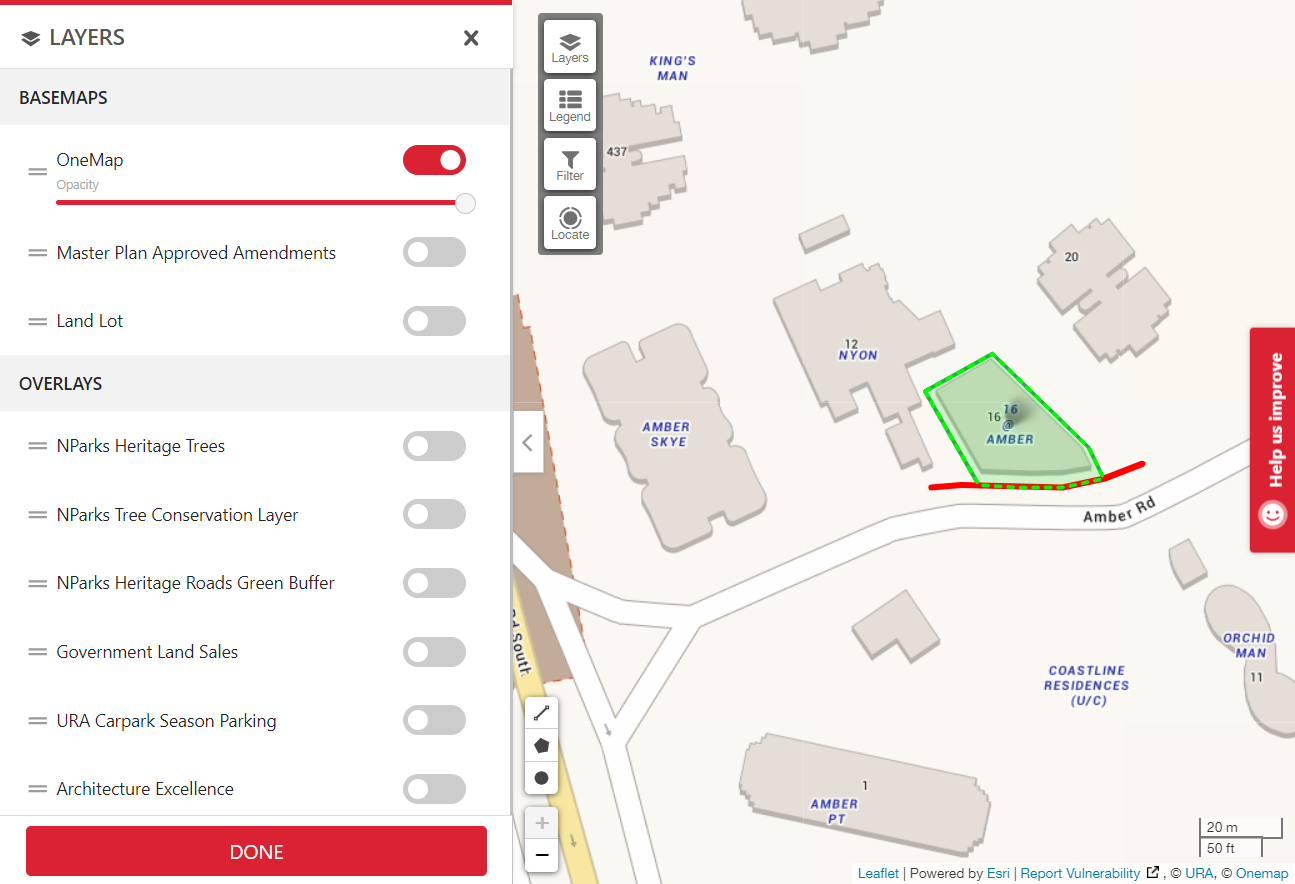 LAYERS
BASEMAPS
OneMap
Opacity
Master Plan Approved Amendments
Land Lot
OVERLAYS
NParks Heritage Trees
NParks Tree Conservation Layer
NParks Heritage Roads Green Buffer
Government Land Sales
URA Carpark Season Parking
Architecture Excellence
DONE
Layers
Legend
Filter
Locate
KING'S
MAN
437
20
12
NYON
AMBER
SKYE
16
16
@
AMBER
Amber Rd
Rd South
ORCHID
MAN
11
COASTLINE
RESIDENCES
(U/C)
1
AMBER
PT
Help us improve
20 m
50 ft
+
−
Leaflet | Powered by Esri | Report Vulnerability , © URA, © Onemap